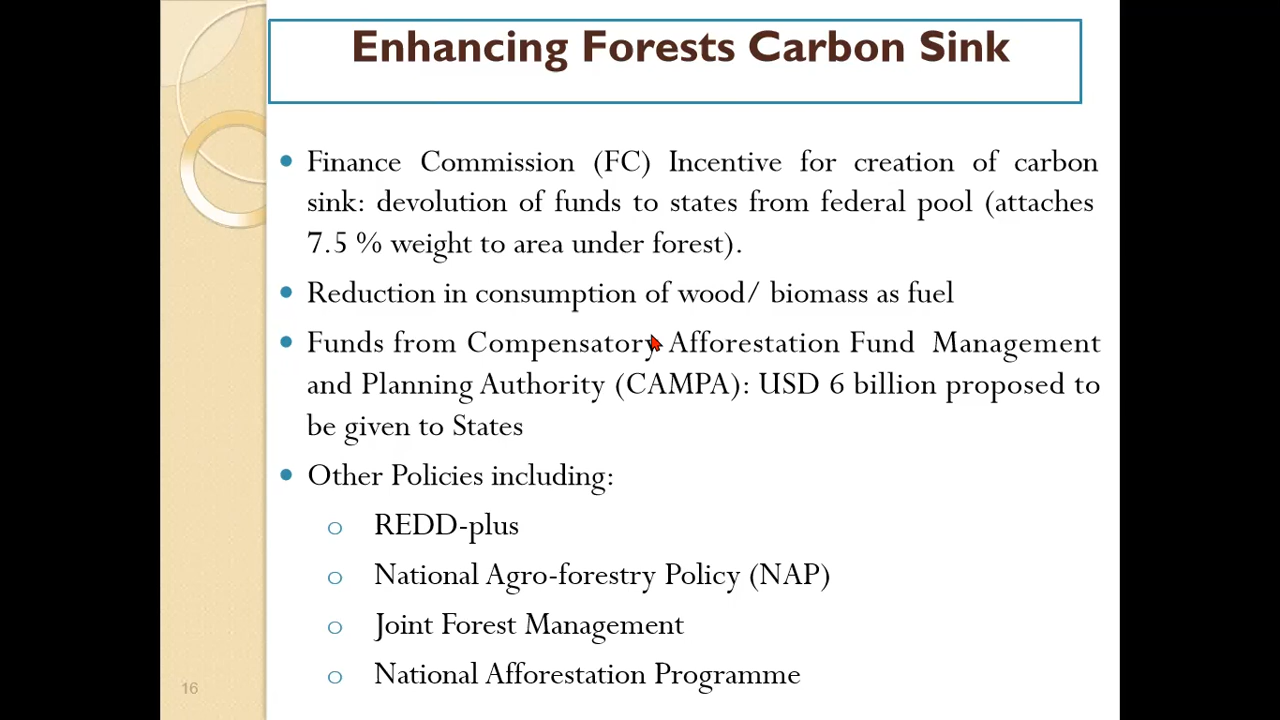 Enhancing Forests Carbon Sink
• Finance Commission (FC) Incentive for creation of carbon
sink: devolution of funds to states from federal pool (attaches
7.5 % weight to area under forest).
• Reduction in consumption of wood/ biomass as fuel
• Funds from Compensatory Afforestation Fund Management
and Planning Authority (CAMPA): USD 6 billion proposed to
be given to States
• Other Policies including:
o REDD-plus
o National Agro-forestry Policy (NAP)
o Joint Forest Management
o National Afforestation Programme
16